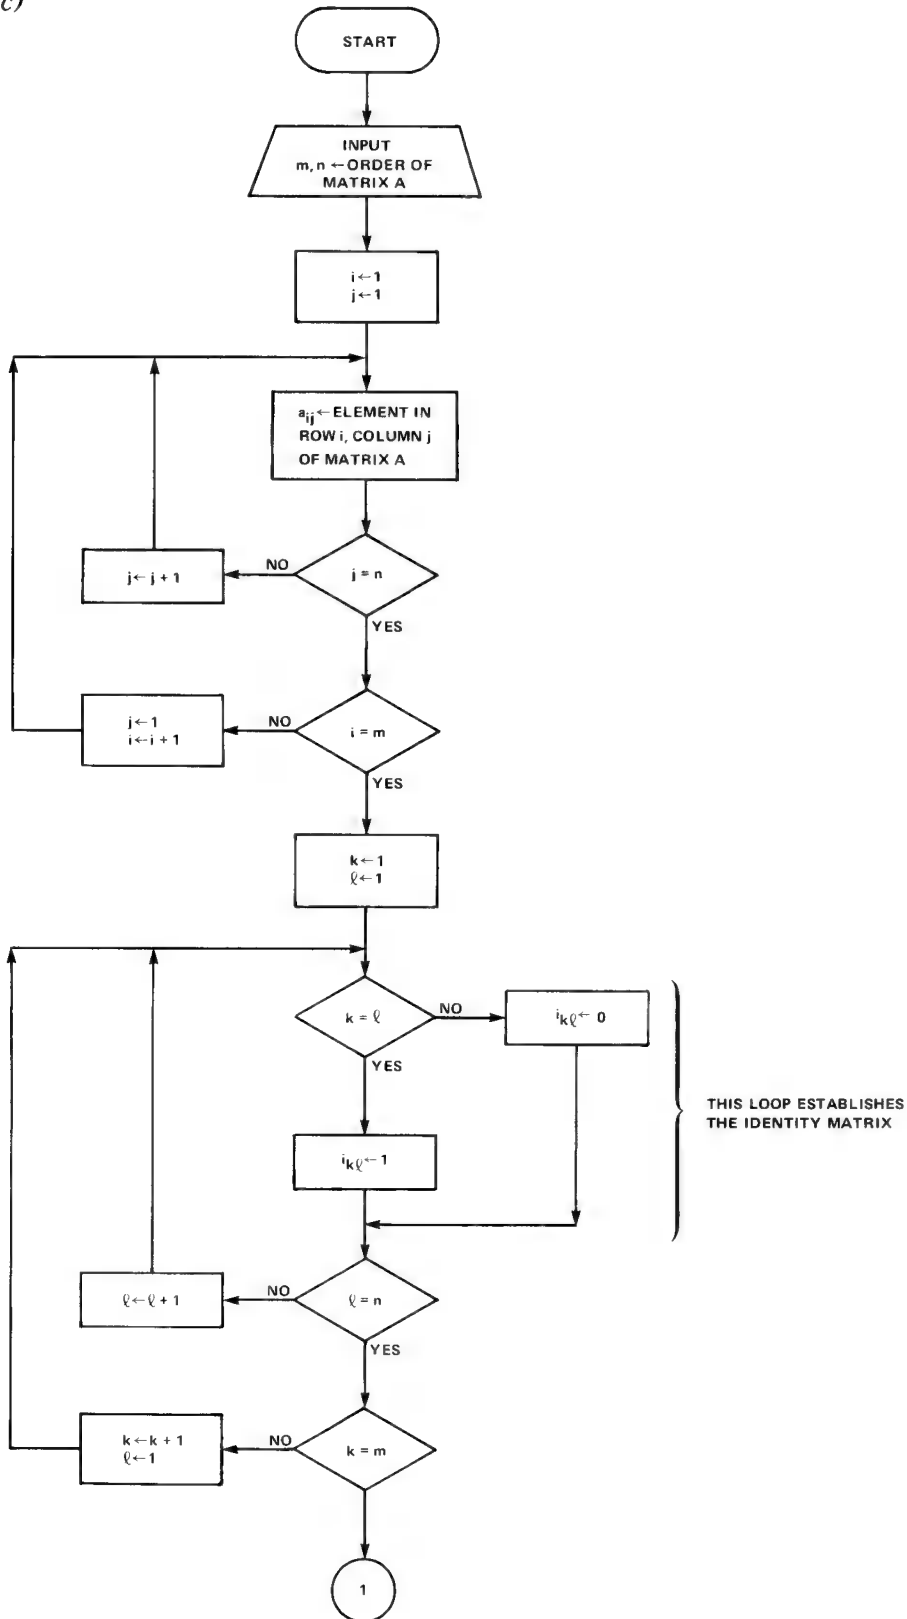 c)
START
INPUT
m, n ← ORDER OF
MATRIX A
i ← 1
j ← 1
a_ij ← ELEMENT IN
ROW i, COLUMN j
OF MATRIX A
j ← j + 1
NO
j = n
YES
j ← 1
i ← i + 1
NO
i = m
YES
k ← 1
ℓ ← 1
k = ℓ
NO
i_kℓ ← 0
YES
THIS LOOP ESTABLISHES
THE IDENTITY MATRIX
i_kℓ ← 1
ℓ ← ℓ + 1
NO
ℓ = n
YES
k ← k + 1
ℓ ← 1
NO
k = m
1